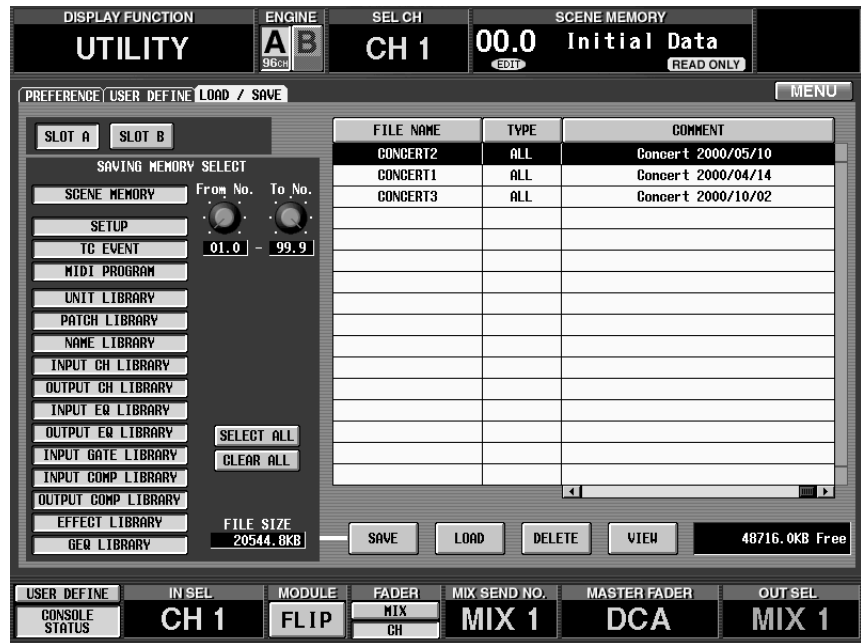 DISPLAY FUNCTION ENGINE SEL CH SCENE MEMORY
UTILITY A B 96CH CH 1 00.0 EDIT Initial Data READ ONLY
PREFERENCE USER DEFINE LOAD / SAVE MENU
SLOT A SLOT B
SAVING MEMORY SELECT
SCENE MEMORY From No. To No.
SETUP
TC EVENT 01.0 - 99.9
MIDI PROGRAM
UNIT LIBRARY
PATCH LIBRARY
NAME LIBRARY
INPUT CH LIBRARY
OUTPUT CH LIBRARY
INPUT EQ LIBRARY
OUTPUT EQ LIBRARY SELECT ALL
INPUT GATE LIBRARY CLEAR ALL
INPUT COMP LIBRARY
OUTPUT COMP LIBRARY
EFFECT LIBRARY FILE SIZE
GEQ LIBRARY 20544.8KB
FILE NAME TYPE COMMENT
CONCERT2 ALL Concert 2000/05/10
CONCERT1 ALL Concert 2000/04/14
CONCERT3 ALL Concert 2000/10/02
SAVE LOAD DELETE VIEW 48716.0KB Free
USER DEFINE IN SEL MODULE FADER MIX SEND NO. MASTER FADER OUT SEL
CONSOLE STATUS CH 1 FLIP MIX CH MIX 1 DCA MIX 1